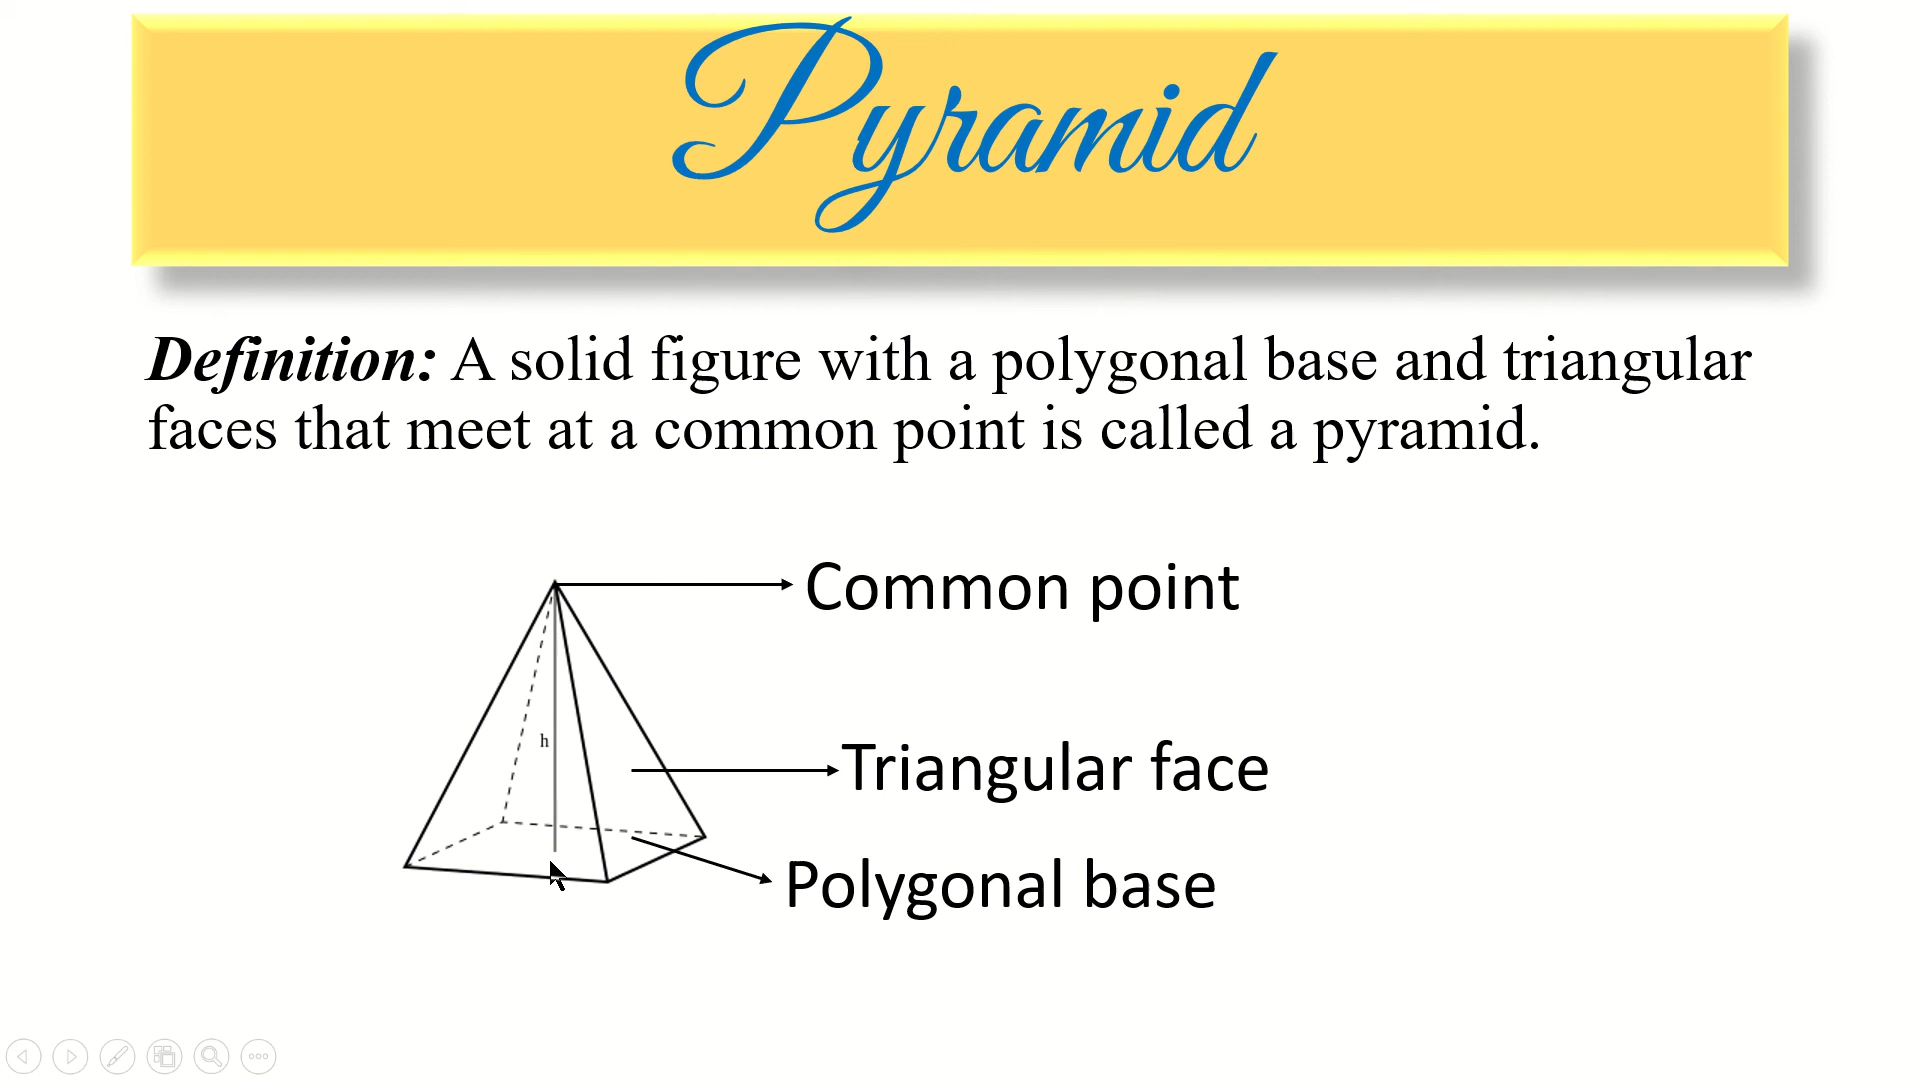 Pyramid
Definition: A solid figure with a polygonal base and triangular
faces that meet at a common point is called a pyramid.
Common point
h
Triangular face
Polygonal base